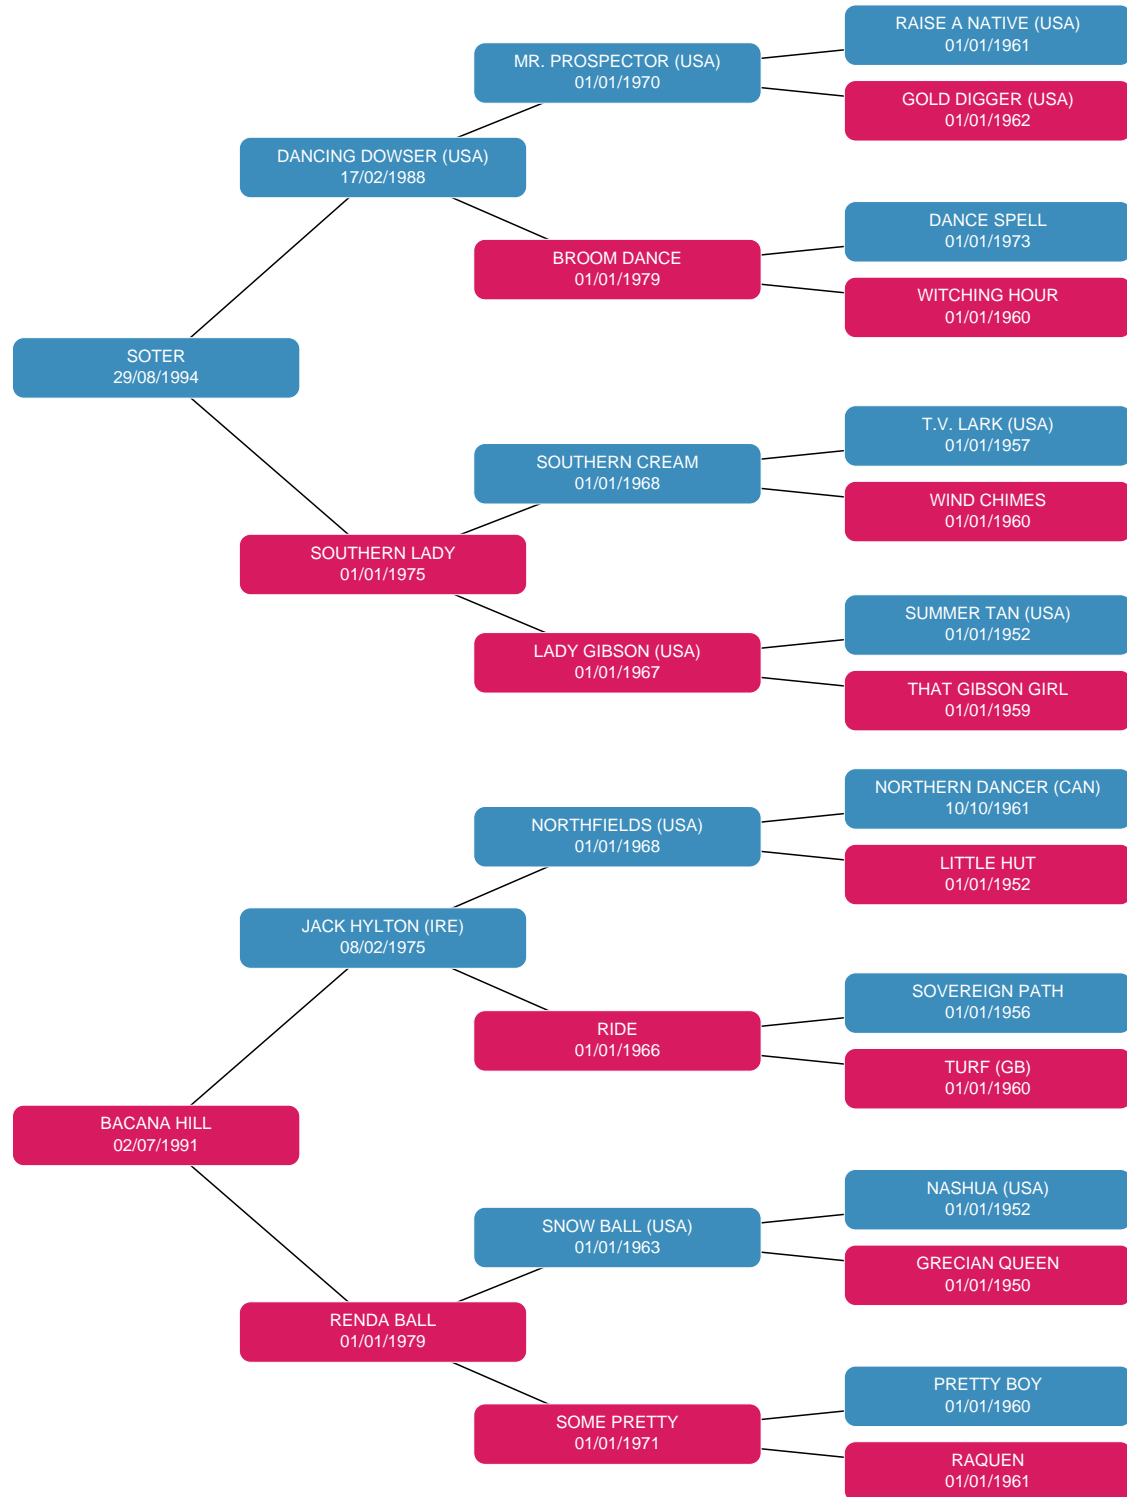 RAISE A NATIVE (USA)
01/01/1961
MR. PROSPECTOR (USA)
01/01/1970
GOLD DIGGER (USA)
01/01/1962
DANCING DOWSER (USA)
17/02/1988
DANCE SPELL
01/01/1973
BROOM DANCE
01/01/1979
WITCHING HOUR
01/01/1960
SOTER
29/08/1994
T.V. LARK (USA)
01/01/1957
SOUTHERN CREAM
01/01/1968
WIND CHIMES
01/01/1960
SOUTHERN LADY
01/01/1975
SUMMER TAN (USA)
01/01/1952
LADY GIBSON (USA)
01/01/1967
THAT GIBSON GIRL
01/01/1959
NORTHERN DANCER (CAN)
10/10/1961
NORTHFIELDS (USA)
01/01/1968
LITTLE HUT
01/01/1952
JACK HYLTON (IRE)
08/02/1975
SOVEREIGN PATH
01/01/1956
RIDE
01/01/1966
TURF (GB)
01/01/1960
BACANA HILL
02/07/1991
NASHUA (USA)
01/01/1952
SNOW BALL (USA)
01/01/1963
GRECIAN QUEEN
01/01/1950
RENDA BALL
01/01/1979
PRETTY BOY
01/01/1960
SOME PRETTY
01/01/1971
RAQUEN
01/01/1961